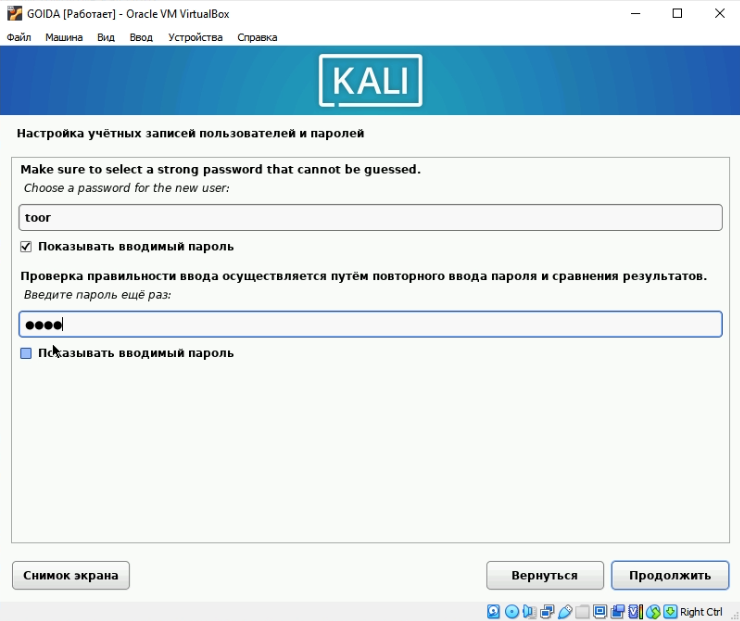 GOIDA [Работает] - Oracle VM VirtualBox
Файл Машина Вид Ввод Устройства Справка
KALI
Настройка учётных записей пользователей и паролей
Make sure to select a strong password that cannot be guessed.
Choose a password for the new user:
toor
Показывать вводимый пароль
Проверка правильности ввода осуществляется путём повторного ввода пароля и сравнения результатов.
Введите пароль ещё раз:
●●●●
Показывать вводимый пароль
Снимок экрана Вернуться Продолжить
Right Ctrl